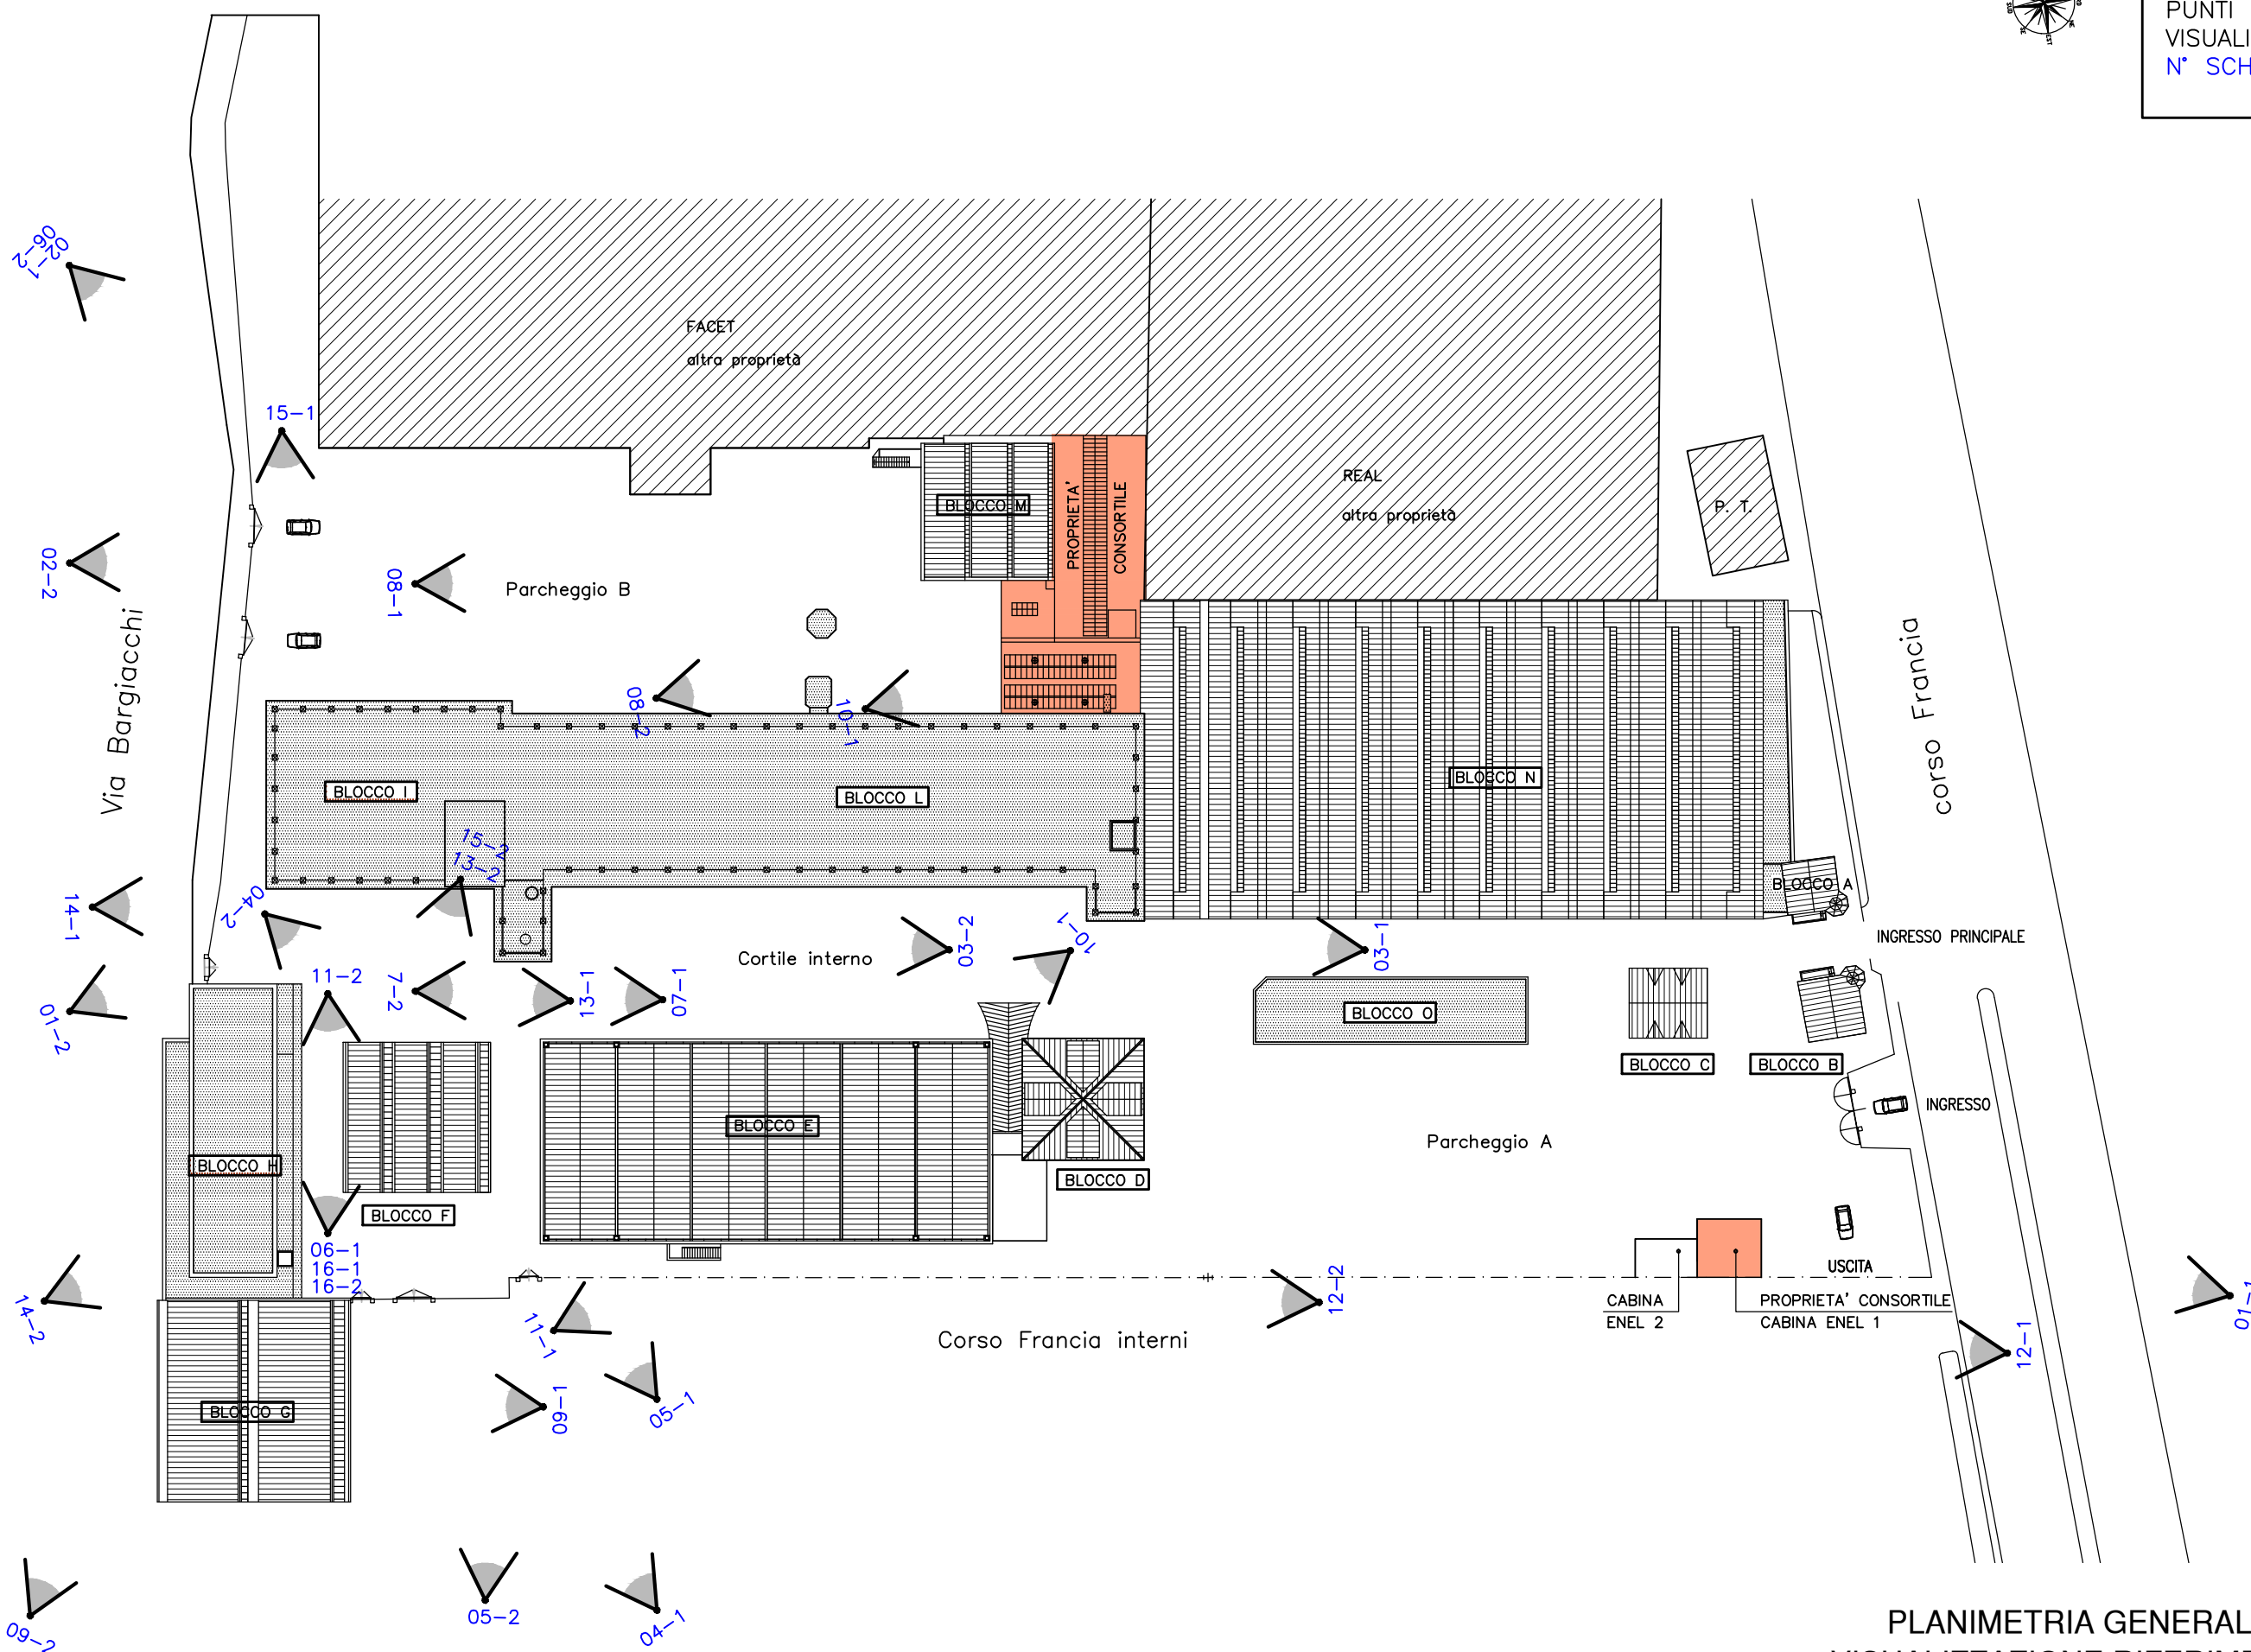 PUNTI
VISUALI
N° SCH
02-1
06-2
FACET
altra proprietà
15-1
REAL
altra proprietà
P. T.
BLOCCO M
PROPRIETA'
CONSORTILE
02-2
08-1
Parcheggio B
Via Bargiacchi
corso Francia
08-2
10-1
BLOCCO I
BLOCCO L
BLOCCO N
15-2
13-2
BLOCCO A
14-1
04-2
03-2
10-1
03-1
INGRESSO PRINCIPALE
Cortile interno
01-2
11-2
7-2
13-1
07-1
BLOCCO O
BLOCCO C
BLOCCO B
INGRESSO
BLOCCO E
Parcheggio A
BLOCCO H
BLOCCO D
BLOCCO F
06-1
16-1
16-2
USCITA
14-2
11-1
12-2
CABINA
ENEL 2
PROPRIETA' CONSORTILE
CABINA ENEL 1
01-1
Corso Francia interni
12-1
09-1
05-1
BLOCCO G
09-2
05-2
04-1
PLANIMETRIA GENERAL